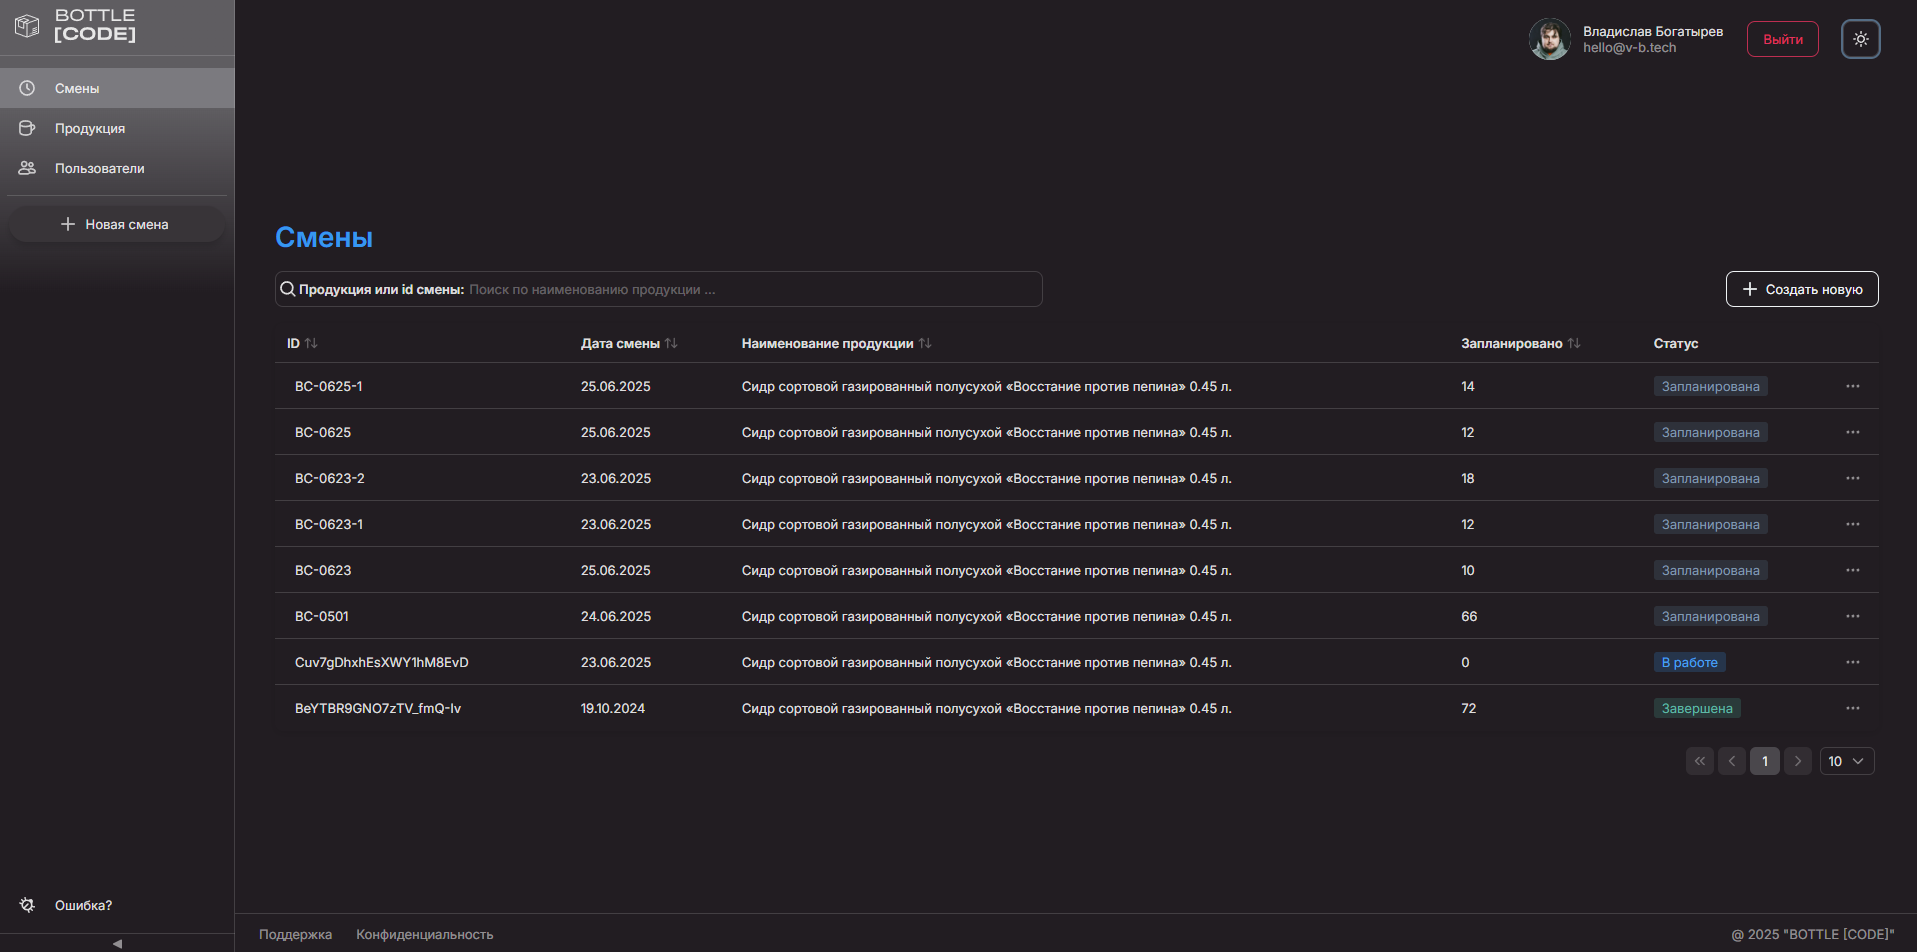 BOTTLE
[CODE]
Владислав Богатырев
hello@v-b.tech
Выйти
Смены
Продукция
Пользователи
Новая смена
Смены
Продукция или id смены: Поиск по наименованию продукции ...
Создать новую
ID Дата смены Наименование продукции Запланировано Статус
BC-0625-1 25.06.2025 Сидр сортовой газированный полусухой «Восстание против пепина» 0.45 л. 14 Запланирована
BC-0625 25.06.2025 Сидр сортовой газированный полусухой «Восстание против пепина» 0.45 л. 12 Запланирована
BC-0623-2 23.06.2025 Сидр сортовой газированный полусухой «Восстание против пепина» 0.45 л. 18 Запланирована
BC-0623-1 23.06.2025 Сидр сортовой газированный полусухой «Восстание против пепина» 0.45 л. 12 Запланирована
BC-0623 25.06.2025 Сидр сортовой газированный полусухой «Восстание против пепина» 0.45 л. 10 Запланирована
BC-0501 24.06.2025 Сидр сортовой газированный полусухой «Восстание против пепина» 0.45 л. 66 Запланирована
Cuv7gDhxhEsXWY1hM8EvD 23.06.2025 Сидр сортовой газированный полусухой «Восстание против пепина» 0.45 л. 0 В работе
BeYTBR9GNO7zTV_fmQ-Iv 19.10.2024 Сидр сортовой газированный полусухой «Восстание против пепина» 0.45 л. 72 Завершена
1 10
Ошибка?
Поддержка Конфиденциальность
@ 2025 "BOTTLE [CODE]"